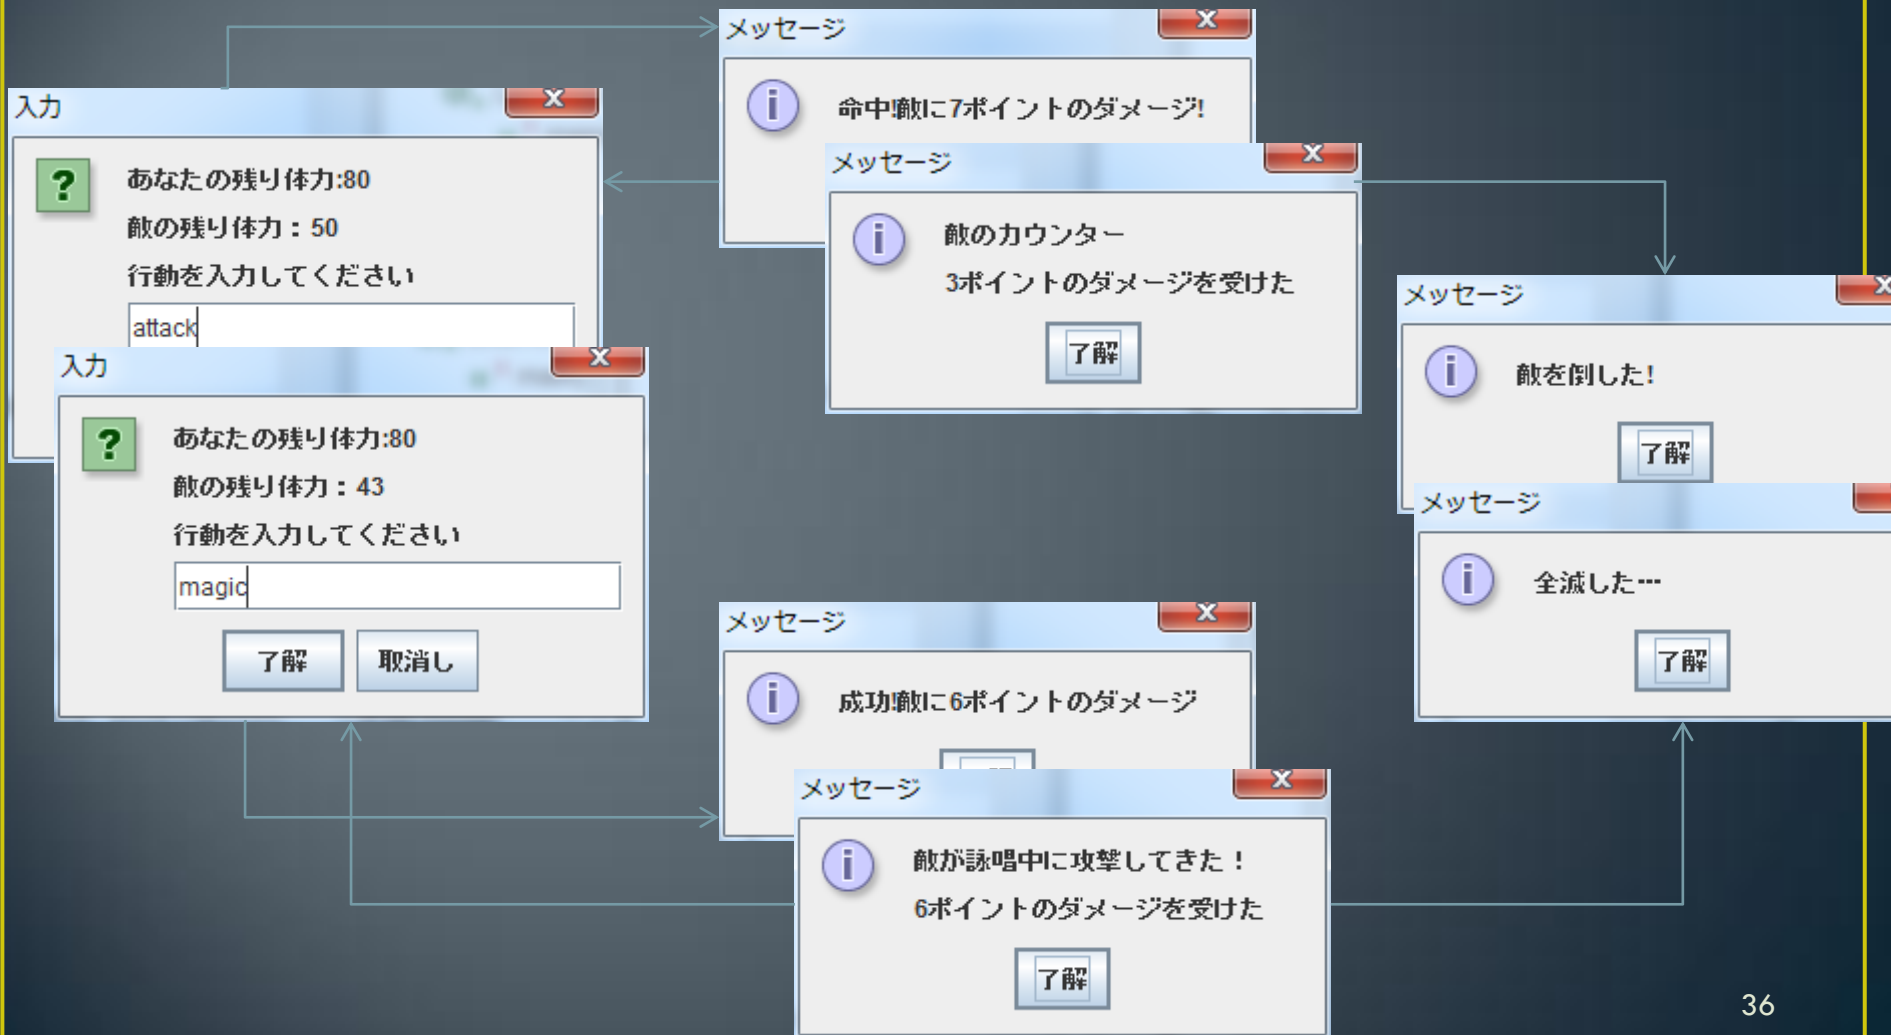 入力
あなたの残り体力:80
敵の残り体力：50
行動を入力してください
attack
入力
あなたの残り体力:80
敵の残り体力：43
行動を入力してください
magic
了解
取消し
メッセージ
命中!敵に7ポイントのダメージ!
メッセージ
敵のカウンター
3ポイントのダメージを受けた
了解
メッセージ
敵を倒した!
了解
メッセージ
全滅した…
了解
メッセージ
成功!敵に6ポイントのダメージ
メッセージ
敵が詠唱中に攻撃してきた！
6ポイントのダメージを受けた
了解
36